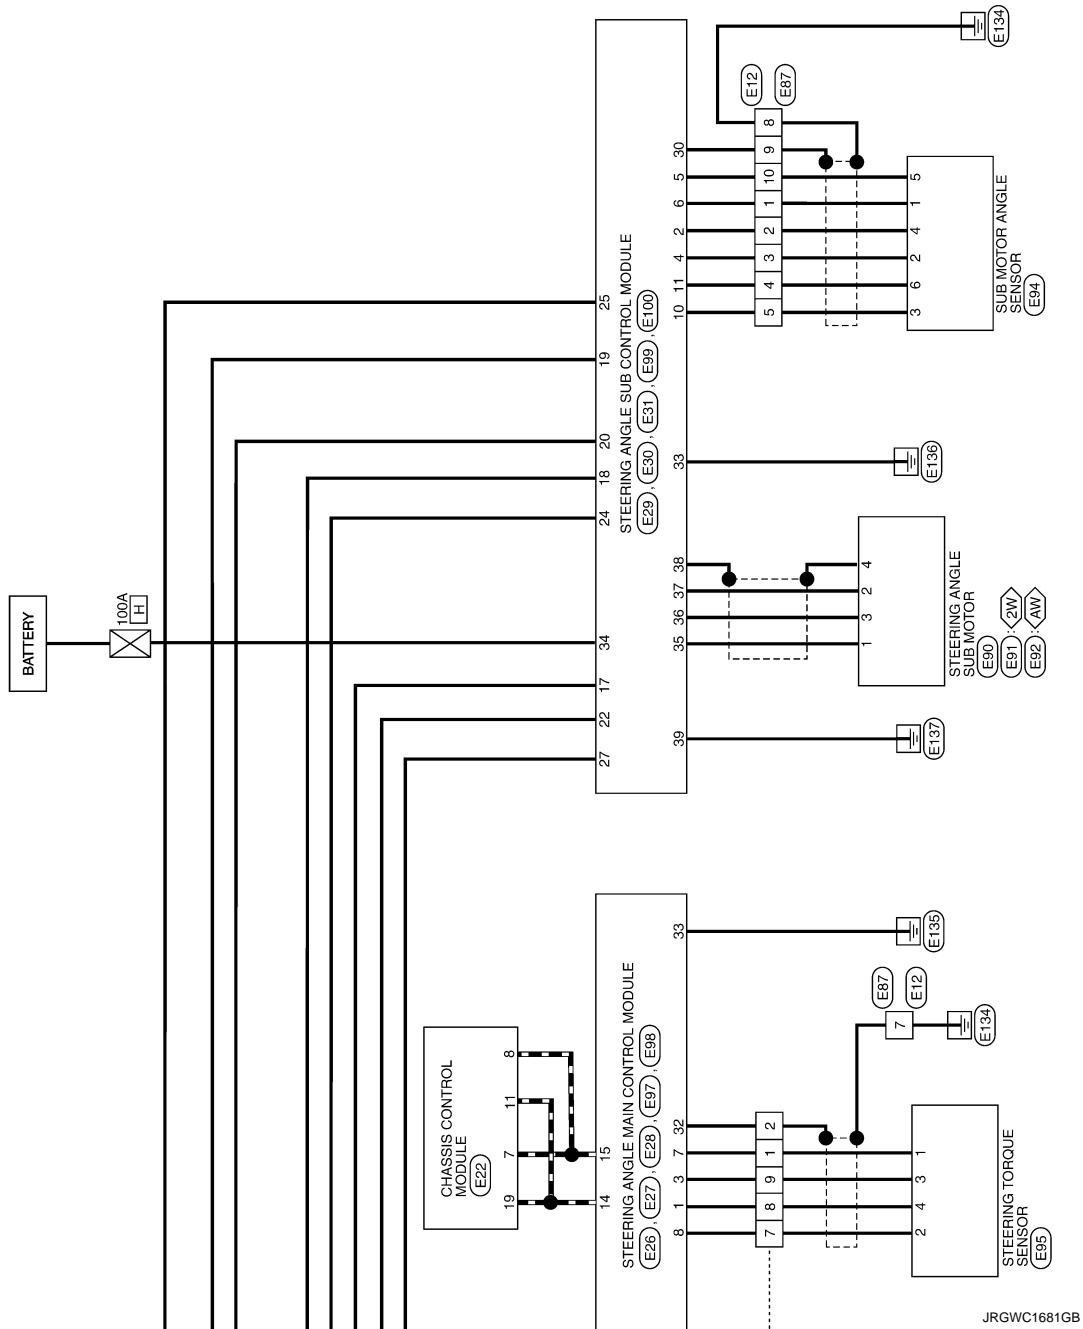 BATTERY
100A
H
STEERING ANGLE SUB CONTROL MODULE
E29 , E30 , E31 , E99 , E100
25
19
20
18
24
34
17
22
27
30
5
6
2
4
11
10
33
38
37
36
35
39
E12
E87
8
9
10
1
2
3
4
5
E134
5
1
4
2
6
3
SUB MOTOR ANGLE
SENSOR
E94
E136
4
2
3
1
STEERING ANGLE
SUB MOTOR
E90
E91 : 2W
E92 : AW
E137
CHASSIS CONTROL
MODULE
E22
8
11
7
19
15
14
STEERING ANGLE MAIN CONTROL MODULE
E26 , E27 , E28 , E97 , E98
33
32
7
3
1
8
E135
E87
E12
7
E134
2
1
9
8
7
1
3
4
2
STEERING TORQUE
SENSOR
E95
JRGWC1681GB